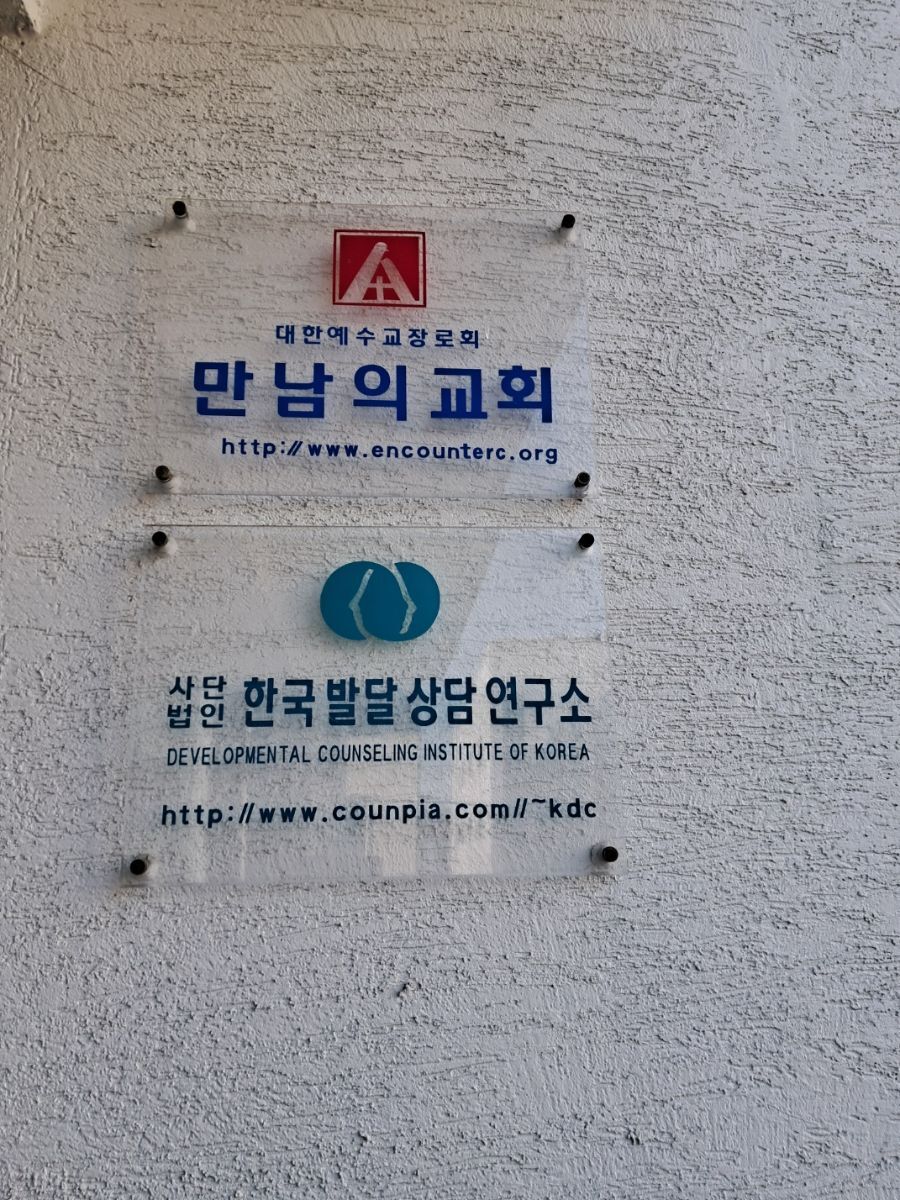 대한예수교장로회
만남의교회
http://www.encounterc.org
사단법인 한국발달상담연구소
DEVELOPMENTAL COUNSELING INSTITUTE OF KOREA
http://www.counpia.com//~kdc